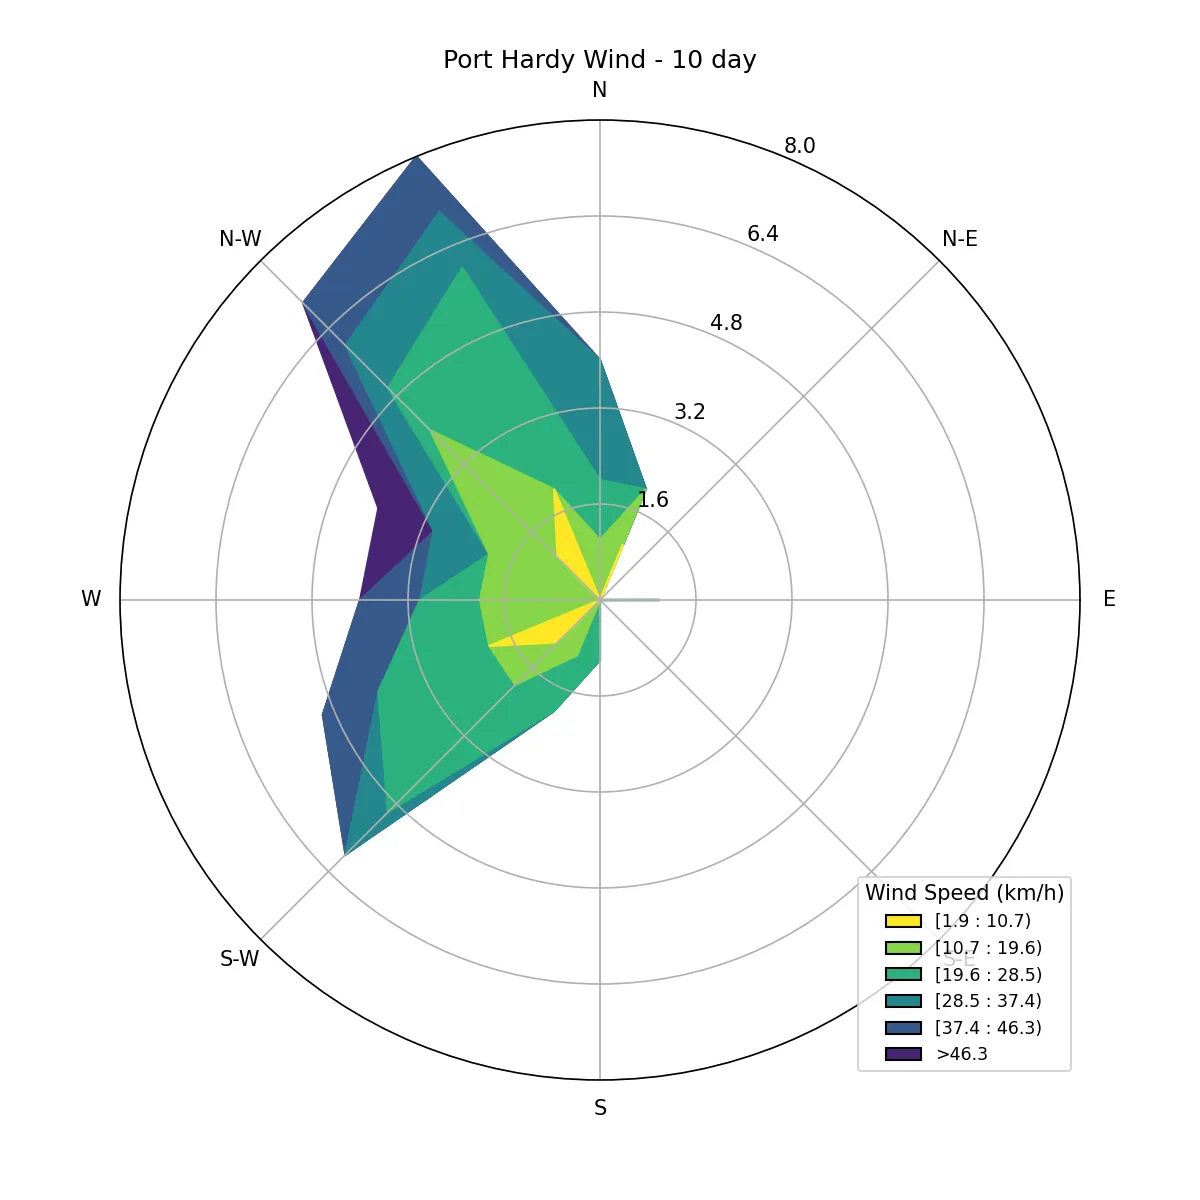 Port Hardy Wind - 10 day
N
8.0
N-W
6.4
N-E
4.8
3.2
1.6
W
E
S-W
S-E
S
Wind Speed (km/h)
[1.9 : 10.7)
[10.7 : 19.6)
[19.6 : 28.5)
[28.5 : 37.4)
[37.4 : 46.3)
>46.3